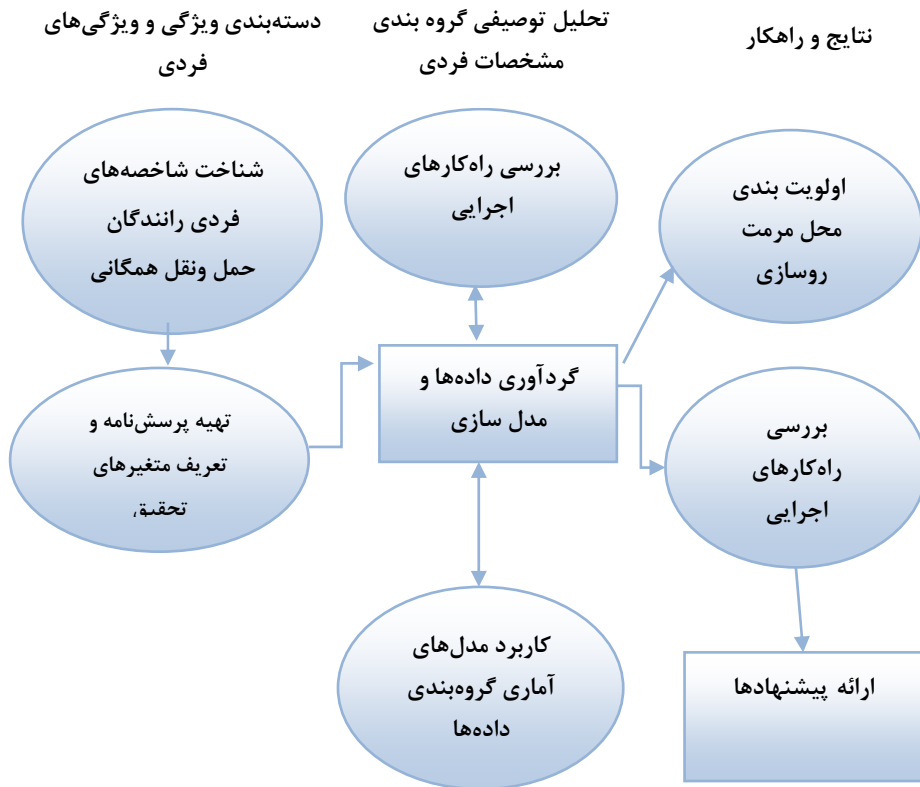 دسته‌بندی ویژگی و ویژگی‌های
فردی
شناخت شاخصه‌های
فردی رانندگان
حمل ونقل همگانی
تهیه پرسش‌نامه و
تعریف متغیرهای
تحقیق
تحلیل توصیفی گروه بندی
مشخصات فردی
بررسی راه‌کارهای
اجرایی
گردآوری داده‌ها و
مدل سازی
کاربرد مدل‌های
آماری گروه‌بندی
داده‌ها
نتایج و راهکار
اولویت بندی
محل مرمت
روسازی
بررسی
راه‌کارهای
اجرایی
ارائه پیشنهادها